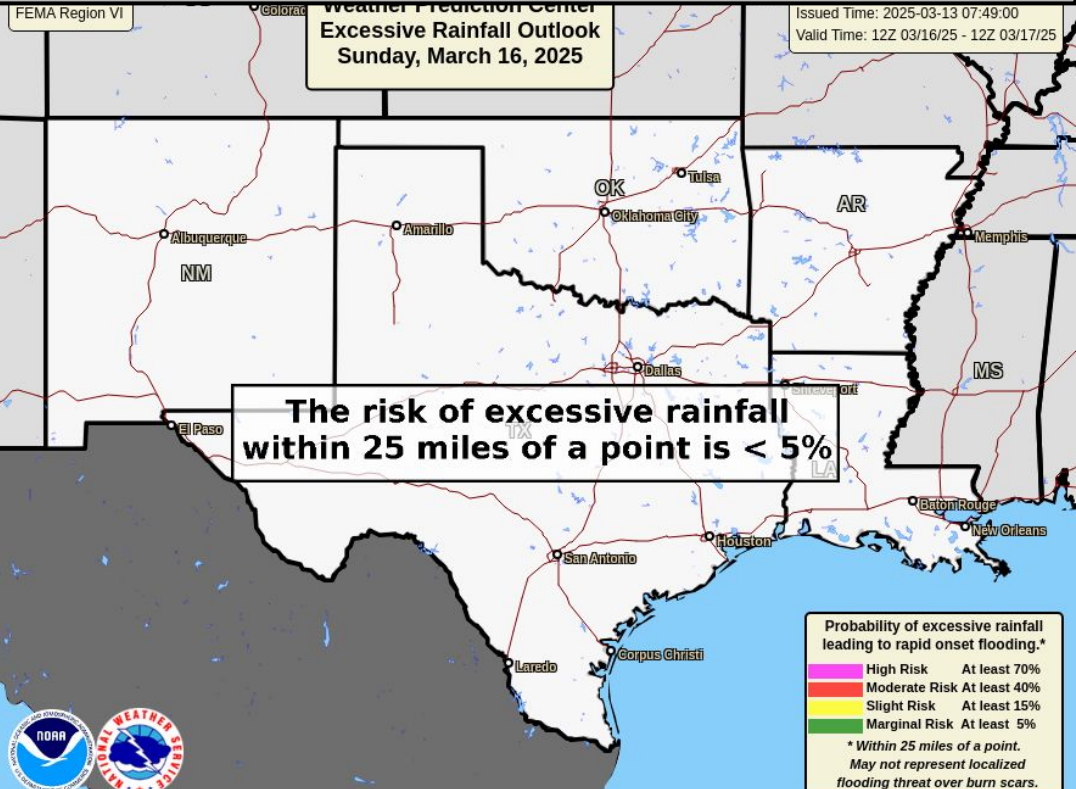 FEMA Region VI
Colorad
Weather Prediction Center
Excessive Rainfall Outlook
Sunday, March 16, 2025
Issued Time: 2025-03-13 07:49:00
Valid Time: 12Z 03/16/25 - 12Z 03/17/25
Tulsa
OK
Oklahoma City
AR
Amarillo
Albuquerque
Memphis
NM
Dallas
MS
Shreveport
The risk of excessive rainfall
TX
El Paso
within 25 miles of a point is < 5%
LA
Baton Rouge
New Orleans
Houston
San Antonio
Corpus Christi
Laredo
Probability of excessive rainfall
leading to rapid onset flooding.*
High Risk At least 70%
Moderate Risk At least 40%
Slight Risk At least 15%
Marginal Risk At least 5%
* Within 25 miles of a point.
May not represent localized
flooding threat over burn scars.
NOAA
NATIONAL WEATHER SERVICE